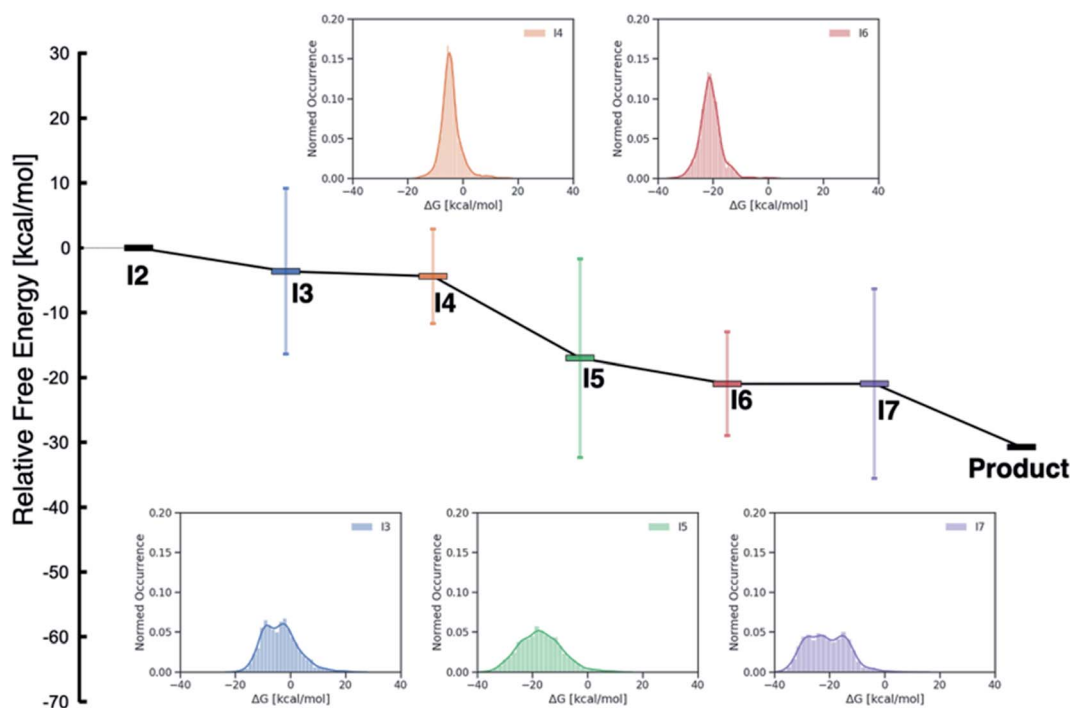 Relative Free Energy [kcal/mol]
30
20
10
0
-10
-20
-30
-40
-50
-60
-70
I2
I3
I4
I5
I6
I7
Product
Normed Occurrence
0.20
0.15
0.10
0.05
0.00
I4
−40 −20 0 20 40
ΔG [kcal/mol]
Normed Occurrence
0.20
0.15
0.10
0.05
0.00
I6
−40 −20 0 20 40
ΔG [kcal/mol]
Normed Occurrence
0.20
0.15
0.10
0.05
0.00
I3
−40 −20 0 20 40
ΔG [kcal/mol]
Normed Occurrence
0.20
0.15
0.10
0.05
0.00
I5
−40 −20 0 20 40
ΔG [kcal/mol]
Normed Occurrence
0.20
0.15
0.10
0.05
0.00
I7
−40 −20 0 20 40
ΔG [kcal/mol]